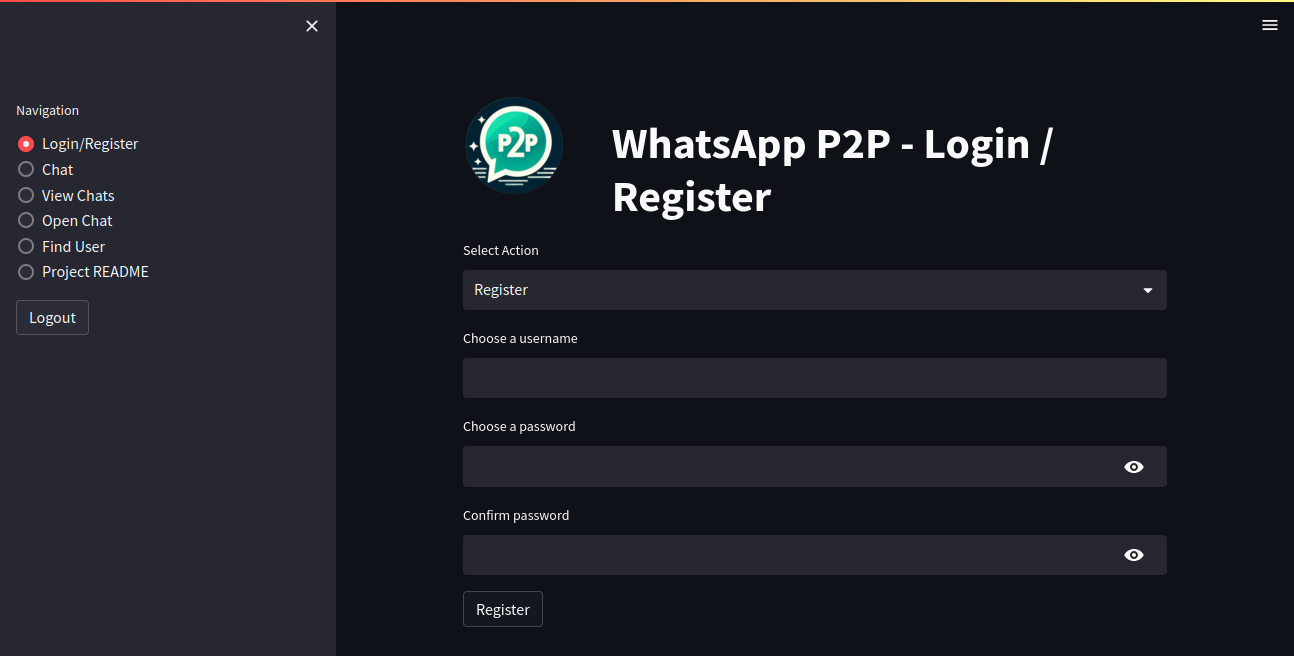 Navigation
Login/Register
Chat
View Chats
Open Chat
Find User
Project README
Logout
P2P
WhatsApp P2P - Login /
Register
Select Action
Register
Choose a username
Choose a password
Confirm password
Register